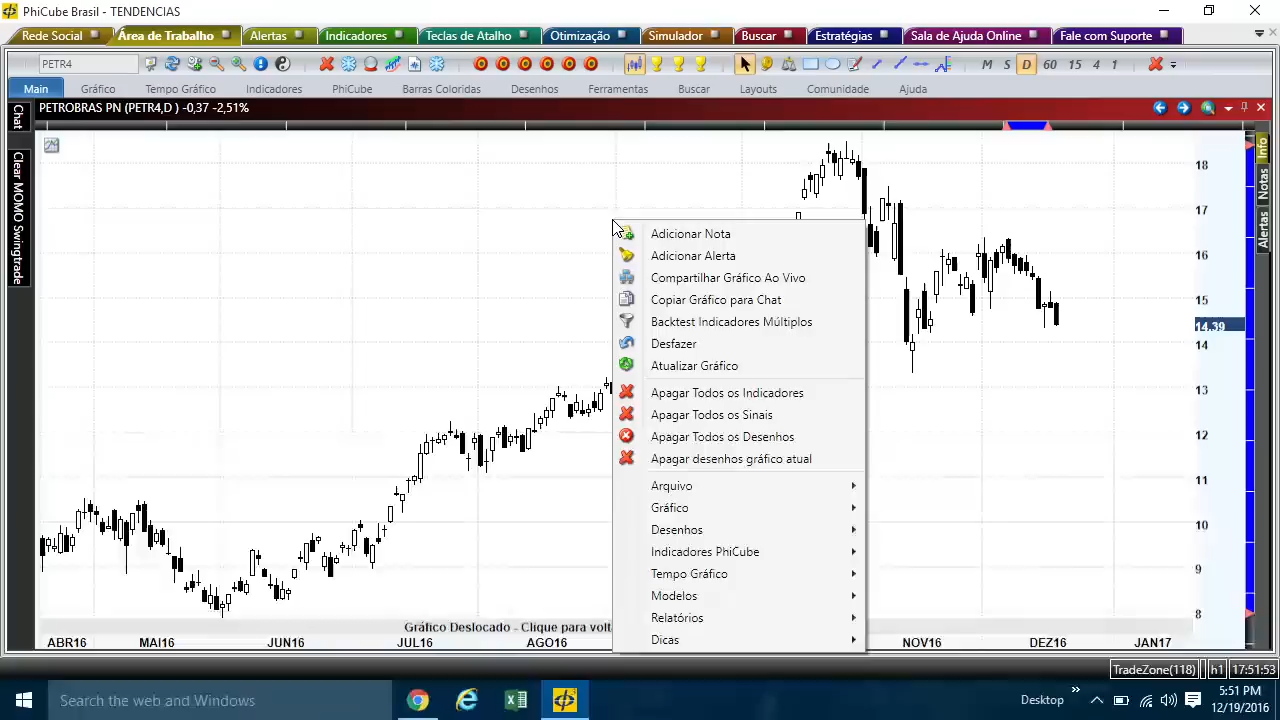 PhiCube Brasil - TENDENCIAS
Rede Social
Área de Trabalho
Alertas
Indicadores
Teclas de Atalho
Otimização
Simulador
Buscar
Estratégias
Sala de Ajuda Online
Fale com Suporte
PETR4
M S D 60 15 4 1
Main
Gráfico
Tempo Gráfico
Indicadores
PhiCube
Barras Coloridas
Desenhos
Ferramentas
Buscar
Layouts
Comunidade
Ajuda
PETROBRAS PN (PETR4,D ) -0,37 -2,51%
Chat
Clear MOMO Swingtrade
Info
Notas
Alertas
18
17
16
15
14.39
14
13
12
11
10
9
8
Adicionar Nota
Adicionar Alerta
Compartilhar Gráfico Ao Vivo
Copiar Gráfico para Chat
Backtest Indicadores Múltiplos
Desfazer
Atualizar Gráfico
Apagar Todos os Indicadores
Apagar Todos os Sinais
Apagar Todos os Desenhos
Apagar desenhos gráfico atual
Arquivo
Gráfico
Desenhos
Indicadores PhiCube
Tempo Gráfico
Modelos
Relatórios
Dicas
Gráfico Deslocado - Clique para volt
ABR16 MAI16 JUN16 JUL16 AGO16 NOV16 DEZ16 JAN17
TradeZone(118) h1 17:51:53
Search the web and Windows
Desktop
5:51 PM
12/19/2016